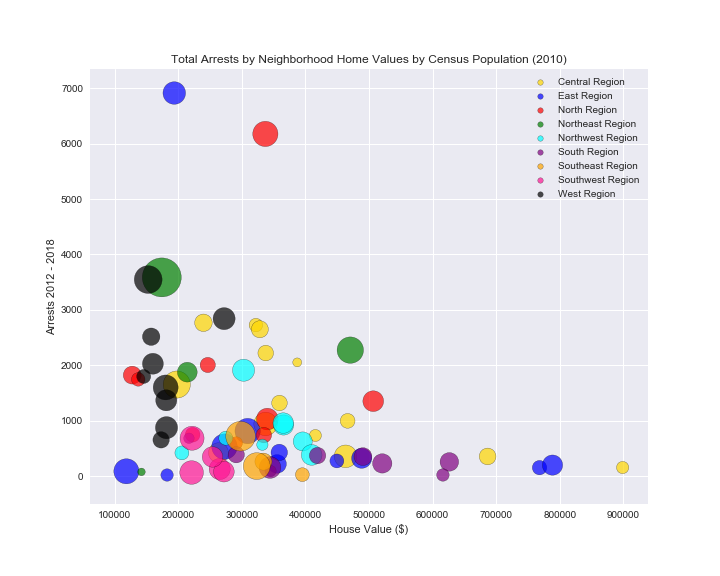 Total Arrests by Neighborhood Home Values by Census Population (2010)
Central Region
East Region
North Region
Northeast Region
Northwest Region
South Region
Southeast Region
Southwest Region
West Region
Arrests 2012 - 2018
7000
6000
5000
4000
3000
2000
1000
0
100000 200000 300000 400000 500000 600000 700000 800000 900000
House Value ($)